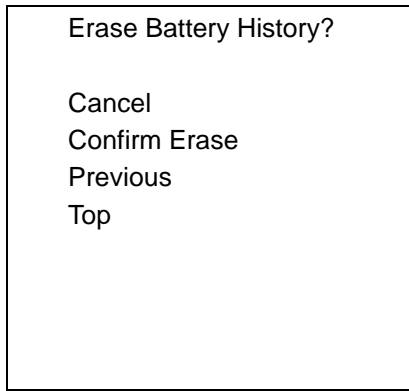 Erase Battery History?
Cancel
Confirm Erase
Previous
Top